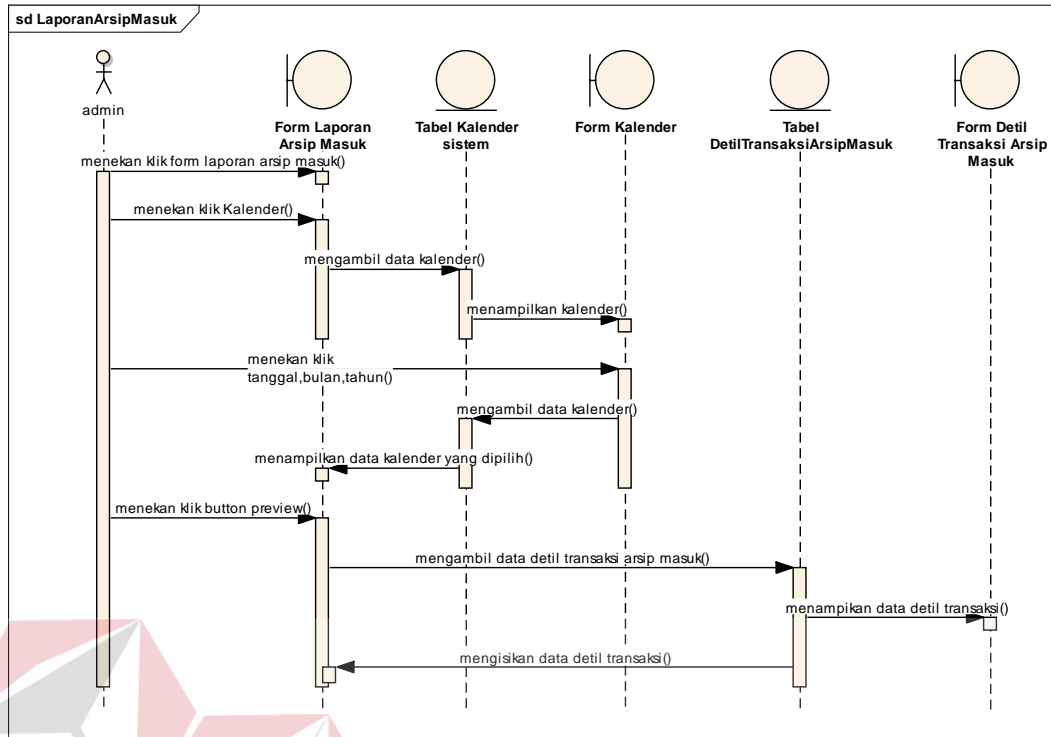 sd LaporanArsipMasuk
admin
Form Laporan
Arsip Masuk
Tabel Kalender
sistem
Form Kalender
Tabel
DetilTransaksiArsipMasuk
Form Detil
Transaksi Arsip
Masuk
menekan klik form laporan arsip masuk()
menekan klik Kalender()
mengambil data kalender()
menampilkan kalender()
menekan klik
tanggal,bulan,tahun()
mengambil data kalender()
menampilkan data kalender yang dipilih()
menekan klik button preview()
mengambil data detil transaksi arsip masuk()
menampikan data detil transaksi()
mengisikan data detil transaksi()